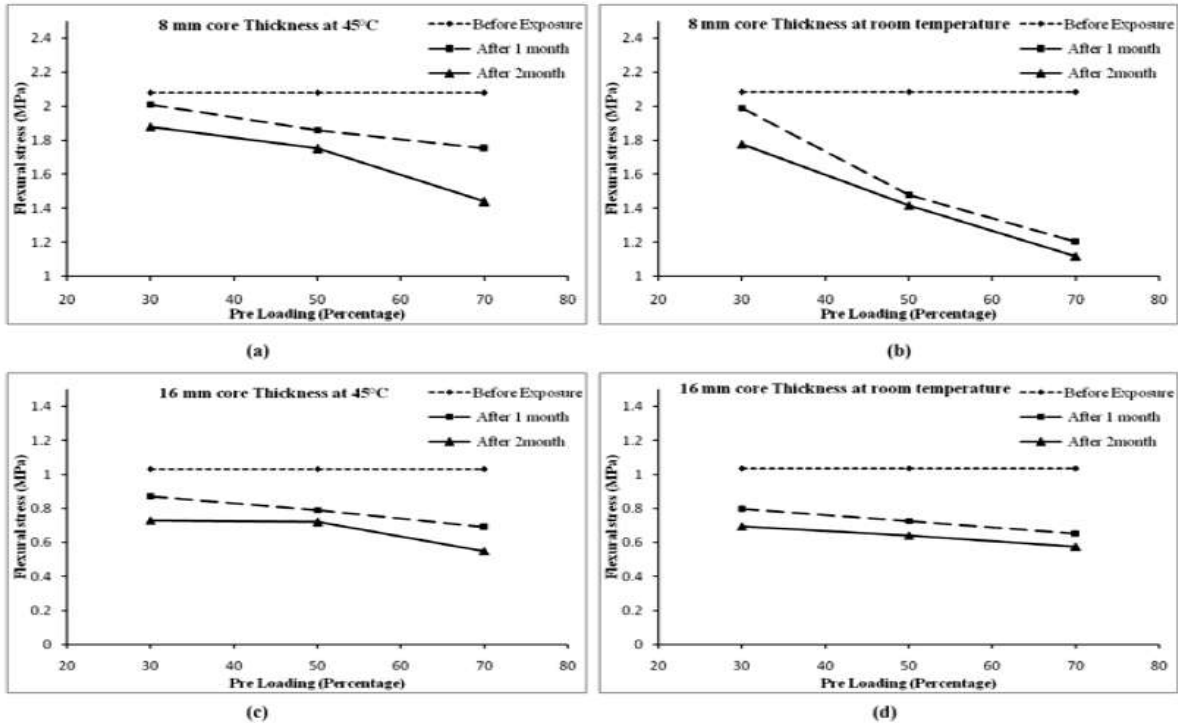 8 mm core Thickness at 45°C
Before Exposure
After 1 month
After 2month
Flexural stress (MPa)
2.4
2.2
2
1.8
1.6
1.4
1.2
1
20 30 40 50 60 70 80
Pre Loading (Percentage)
(a)
8 mm core Thickness at room temperature
Before Exposure
After 1 month
After 2month
Flexural stress (MPa)
2.4
2.2
2
1.8
1.6
1.4
1.2
1
20 30 40 50 60 70 80
Pre Loading (Percentage)
(b)
16 mm core Thickness at 45°C
Before Exposure
After 1 month
After 2month
Flexural stress (MPa)
1.4
1.2
1
0.8
0.6
0.4
0.2
0
20 30 40 50 60 70 80
Pre Loading (Percentage)
(c)
16 mm core Thickness at room temperature
Before Exposure
After 1 month
After 2month
Flexural stress (MPa)
1.4
1.2
1
0.8
0.6
0.4
0.2
0
20 30 40 50 60 70 80
Pre Loading (Percentage)
(d)